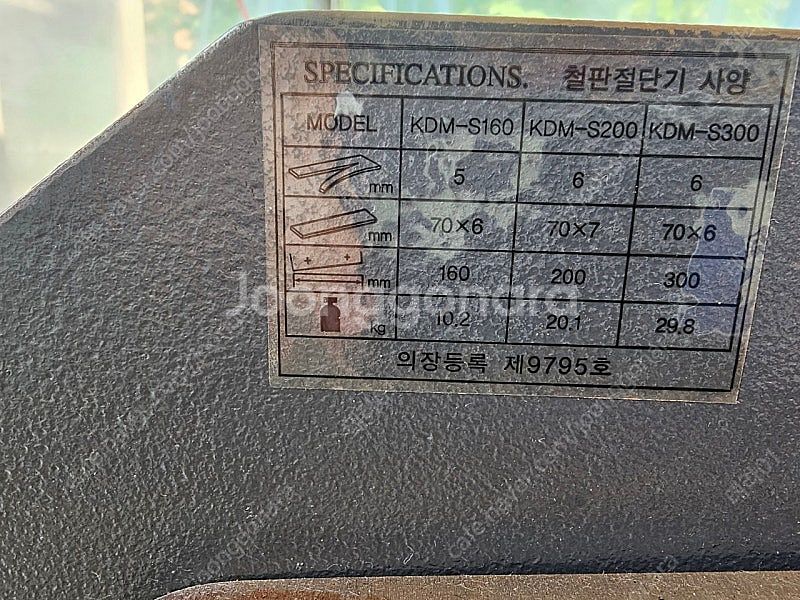 SPECIFICATIONS. 철판절단기 사양
MODEL KDM-S160 KDM-S200 KDM-S300
mm 5 6 6
mm 70×6 70×7 70×6
mm 160 200 300
kg 10.2 20.1 29.8
의장등록 제9795호
Joonggonara